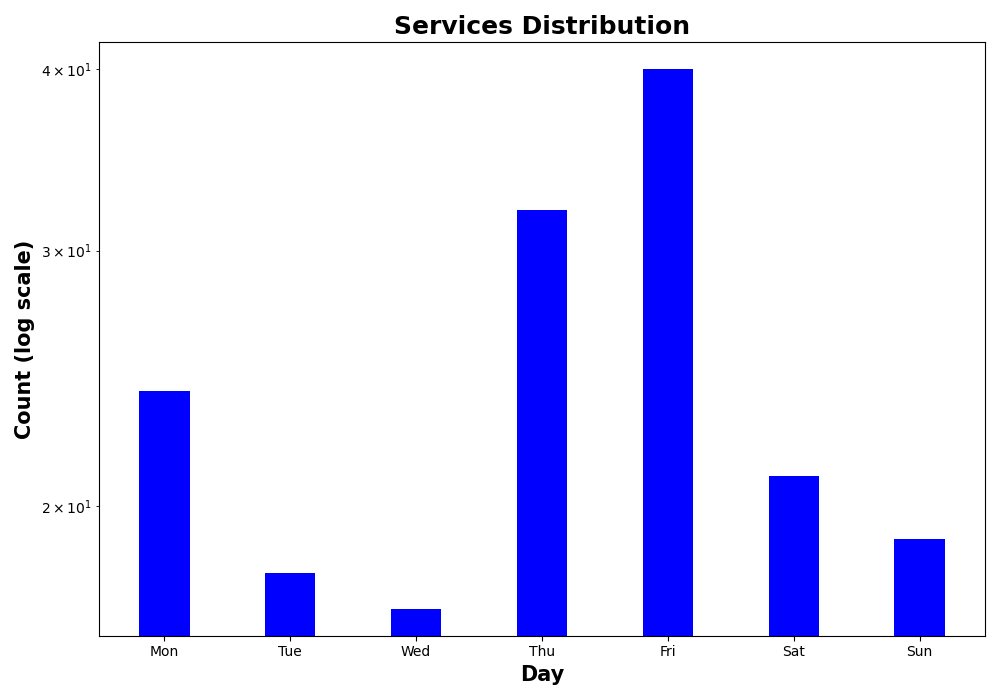 Services Distribution
Count (log scale)
4 × 10¹
3 × 10¹
2 × 10¹
Mon Tue Wed Thu Fri Sat Sun
Day